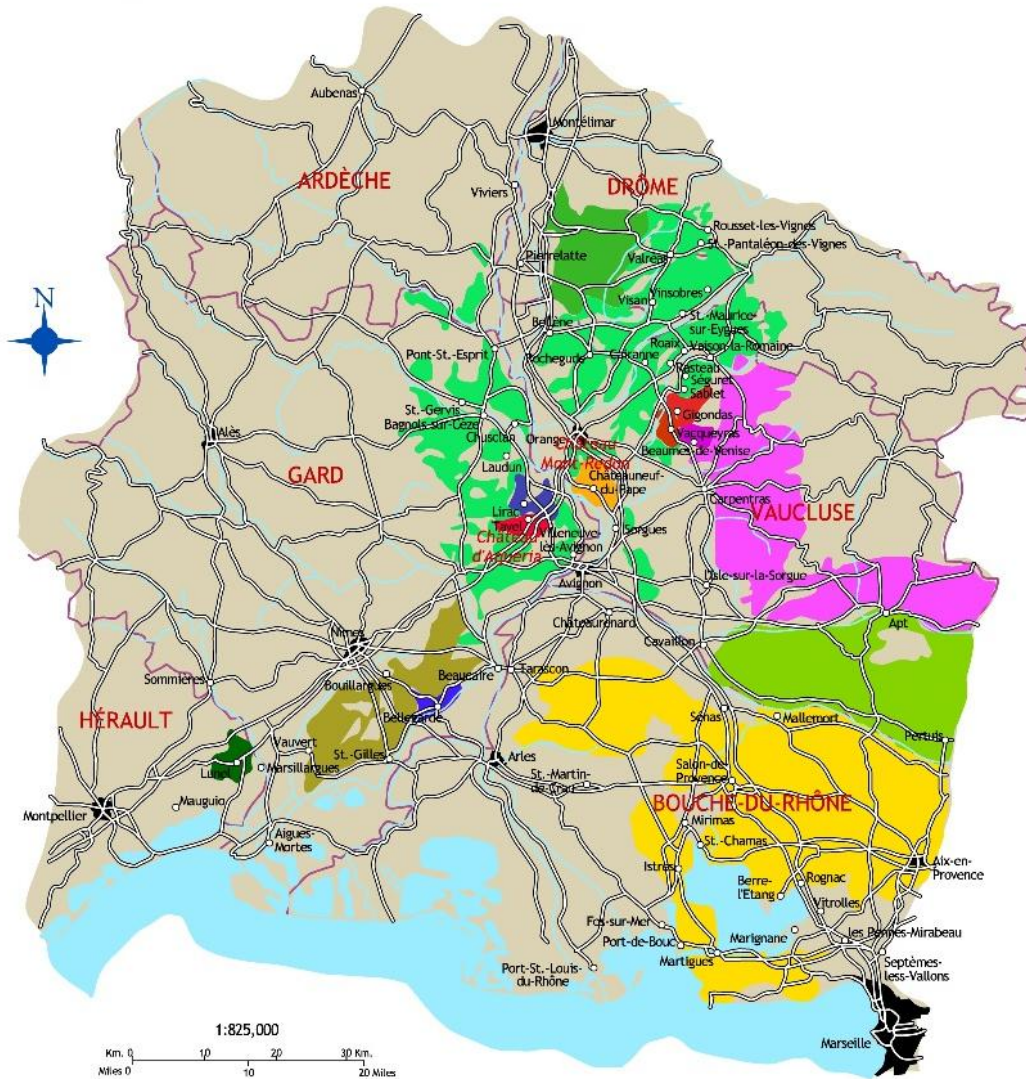 Aubenas
Montélimar
ARDÈCHE
DRÔME
Viviers
Rousset-les-Vignes
St.-Pantaléon-des-Vignes
Pierrelatte
Valréas
N
Visan
Vinsobres
St.-Maurice-
sur-Eygues
Bollène
Pont-St.-Esprit
Rochegude
Cairanne
Roaix
Vaison-la-Romaine
Rasteau
Séguret
Sablet
St.-Gervis
Bagnols-sur-Cèze
Gigondas
Chusclan
Orange
Vacqueyras
Alès
Château
Mont-Redon
Beaumes-de-Venise
GARD
Laudun
Châteauneuf-
du-Pape
Carpentras
VAUCLUSE
Lirac
Tavel
Sorgues
Château
d'Aqueria
Villeneuve-
lès-Avignon
Avignon
L'Isle-sur-la-Sorgue
Châteaurenard
Apt
Nîmes
Cavaillon
Beaucaire
Tarascon
Sommières
Bouillargues
HÉRAULT
Bellegarde
Sénas
Mallemort
Pertuis
Vauvert
St.-Gilles
Arles
Lunel
Marsillargues
St.-Martin-
de-Crau
Salon-de-
Provence
BOUCHE-DU-RHÔNE
Montpellier
Mauguio
Mirimas
St.-Chamas
Aigues-
Mortes
Istres
Aix-en-
Provence
Berre-
l'Etang
Rognac
Vitrolles
Fos-sur-Mer
Marignane
les Pennes-Mirabeau
Port-de-Bouc
Martigues
Septèmes-
less-Vallons
Port-St.-Louis-
du-Rhône
1:825,000
Marseille
Km. 0 10 20 30 Km.
Miles 0 10 20 Miles